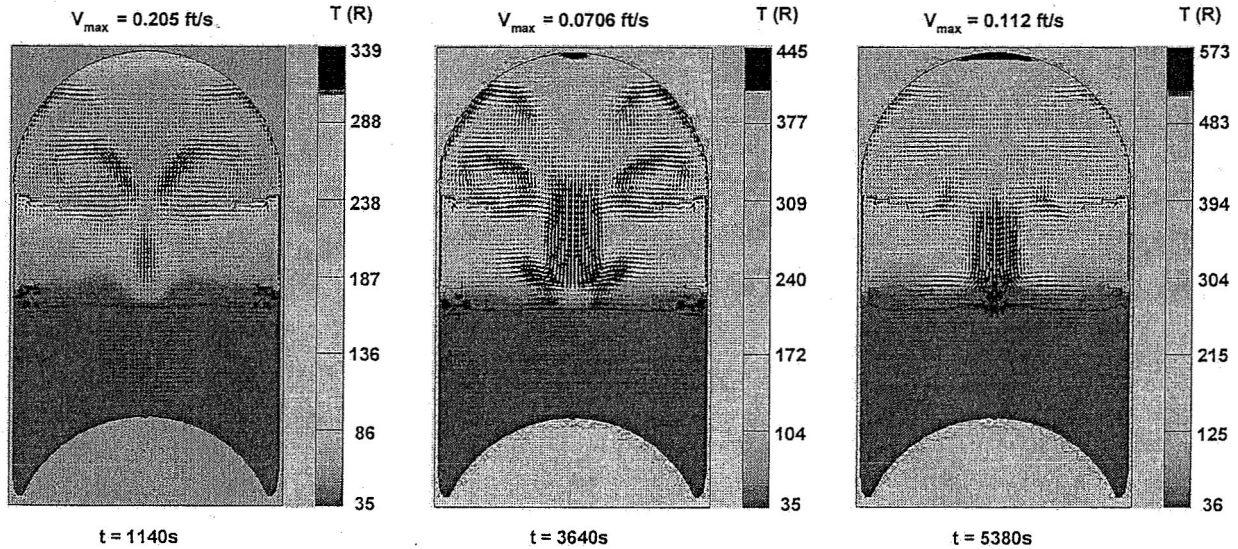 V_max = 0.205 ft/s
T (R)
339
288
238
187
136
86
35
t = 1140s
V_max = 0.0706 ft/s
T (R)
445
377
309
240
172
104
35
t = 3640s
V_max = 0.112 ft/s
T (R)
573
483
394
304
215
125
36
t = 5380s